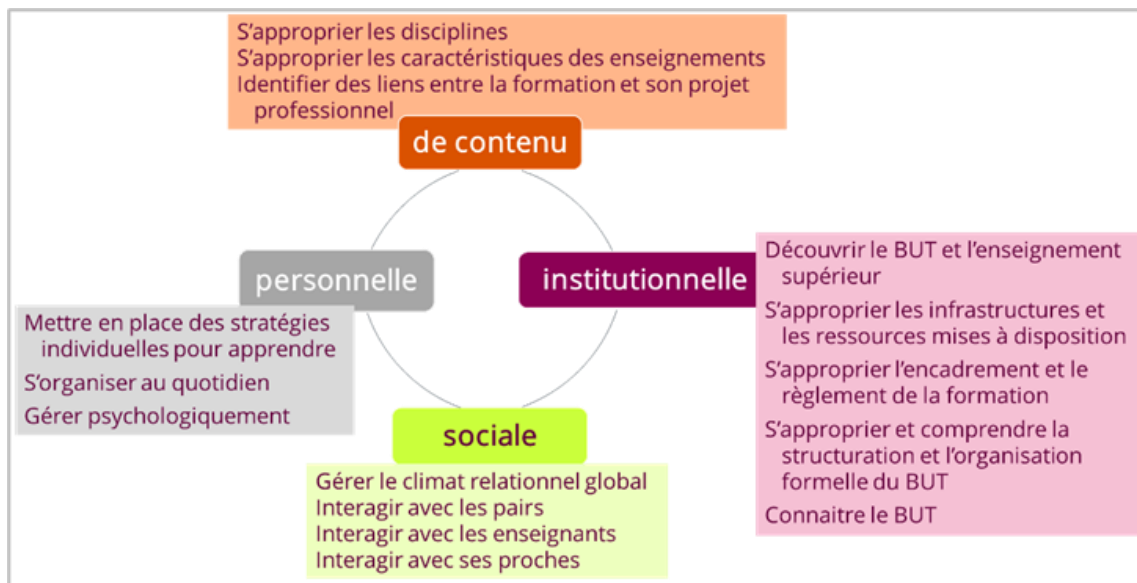 S'approprier les disciplines
S'approprier les caractéristiques des enseignements
Identifier des liens entre la formation et son projet
professionnel
de contenu
personnelle
Mettre en place des stratégies
individuelles pour apprendre
S'organiser au quotidien
Gérer psychologiquement
institutionnelle
Découvrir le BUT et l'enseignement
supérieur
S'approprier les infrastructures et
les ressources mises à disposition
S'approprier l'encadrement et le
règlement de la formation
S'approprier et comprendre la
structuration et l'organisation
formelle du BUT
Connaitre le BUT
sociale
Gérer le climat relationnel global
Interagir avec les pairs
Interagir avec les enseignants
Interagir avec ses proches